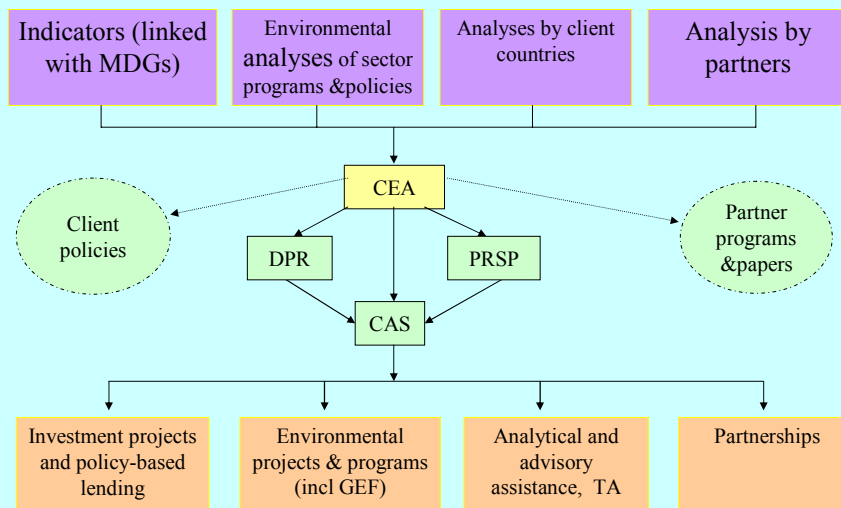 Indicators (linked
with MDGs)
Environmental
analyses of sector
programs &policies
Analyses by client
countries
Analysis by
partners
CEA
Client
policies
Partner
programs
&papers
DPR
PRSP
CAS
Investment projects
and policy-based
lending
Environmental
projects & programs
(incl GEF)
Analytical and
advisory
assistance, TA
Partnerships